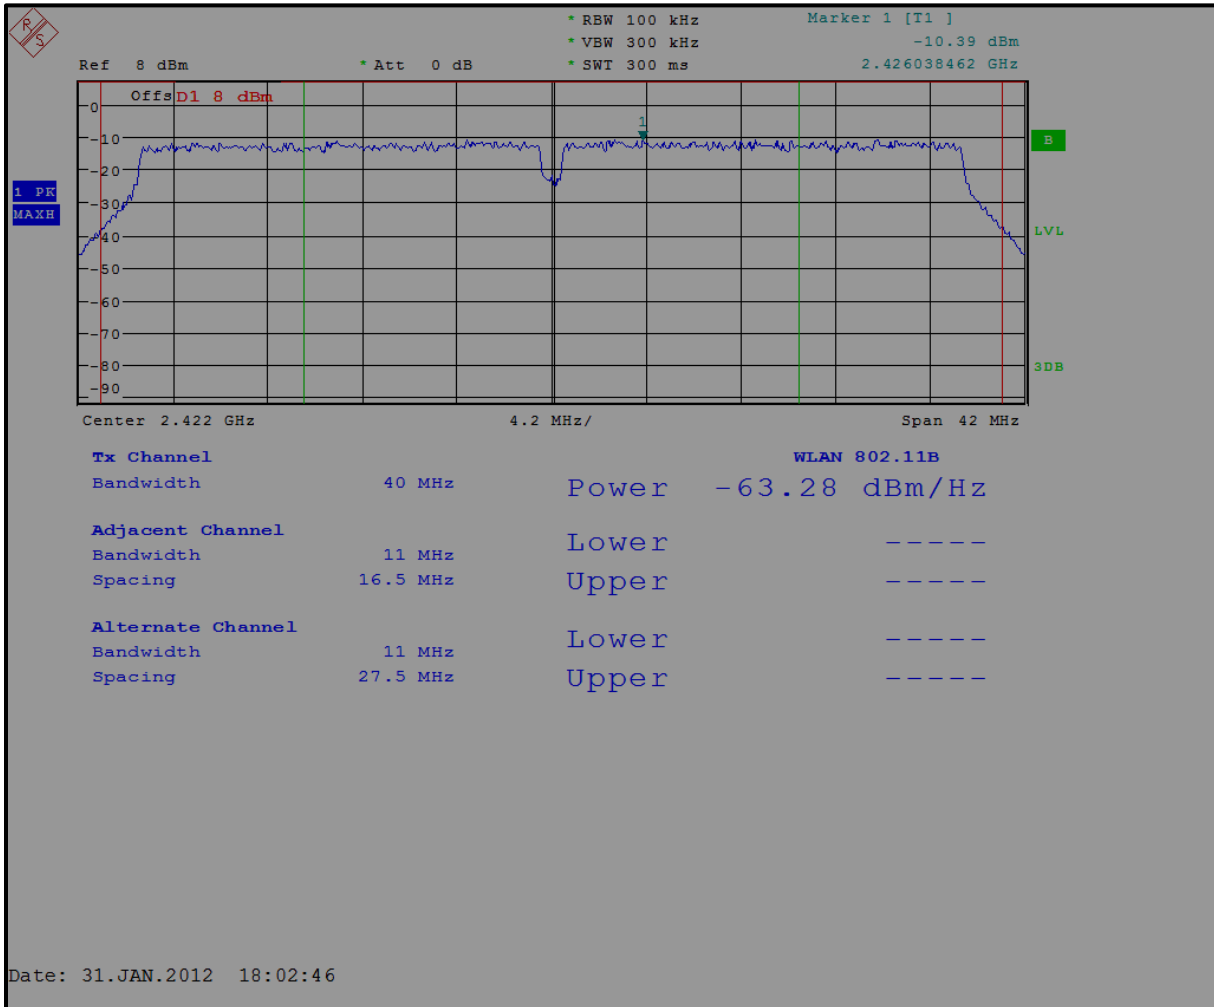 R/S
* RBW 100 kHz Marker 1 [T1 ]
* VBW 300 kHz -10.39 dBm
Ref 8 dBm * Att 0 dB * SWT 300 ms 2.426038462 GHz
Offs D1 8 dBm
0
1
-10
B
-20
1 PK
MAXH
-30
LVL
-40
-50
-60
-70
-80
3DB
-90
Center 2.422 GHz 4.2 MHz/ Span 42 MHz
Tx Channel WLAN 802.11B
Bandwidth 40 MHz Power -63.28 dBm/Hz
Adjacent Channel
Lower -----
Bandwidth 11 MHz
Spacing 16.5 MHz Upper -----
Alternate Channel
Lower -----
Bandwidth 11 MHz
Spacing 27.5 MHz Upper -----
Date: 31.JAN.2012 18:02:46